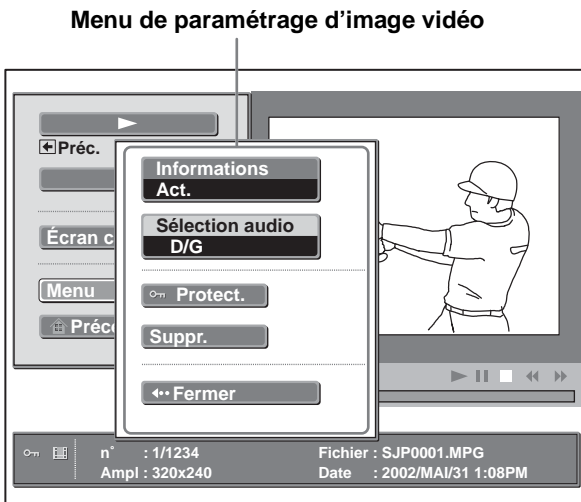 Menu de paramétrage d'image vidéo
Préc.
Écran c
Menu
Préc
Informations
Act.
Sélection audio
D/G
Protect.
Suppr.
Fermer
n° : 1/1234 Fichier : SJP0001.MPG
Ampl : 320x240 Date : 2002/MAI/31 1:08PM